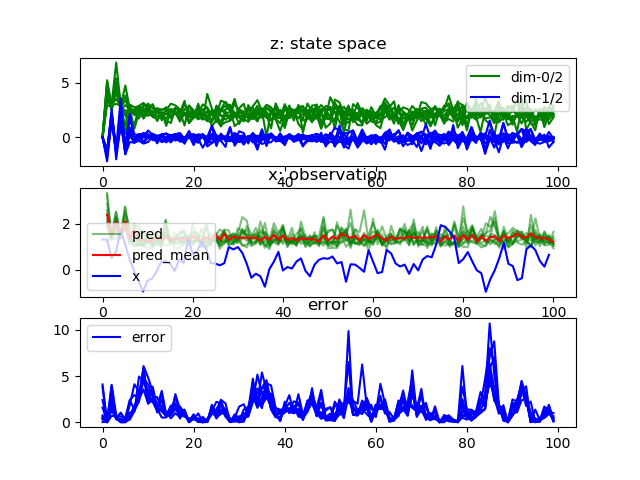 z: state space
5
0
dim-0/2
dim-1/2
0 20 40 60 80 100
x: observation
2
0
pred
pred_mean
x
0 20 40 60 80 100
error
10
5
0
error
0 20 40 60 80 100